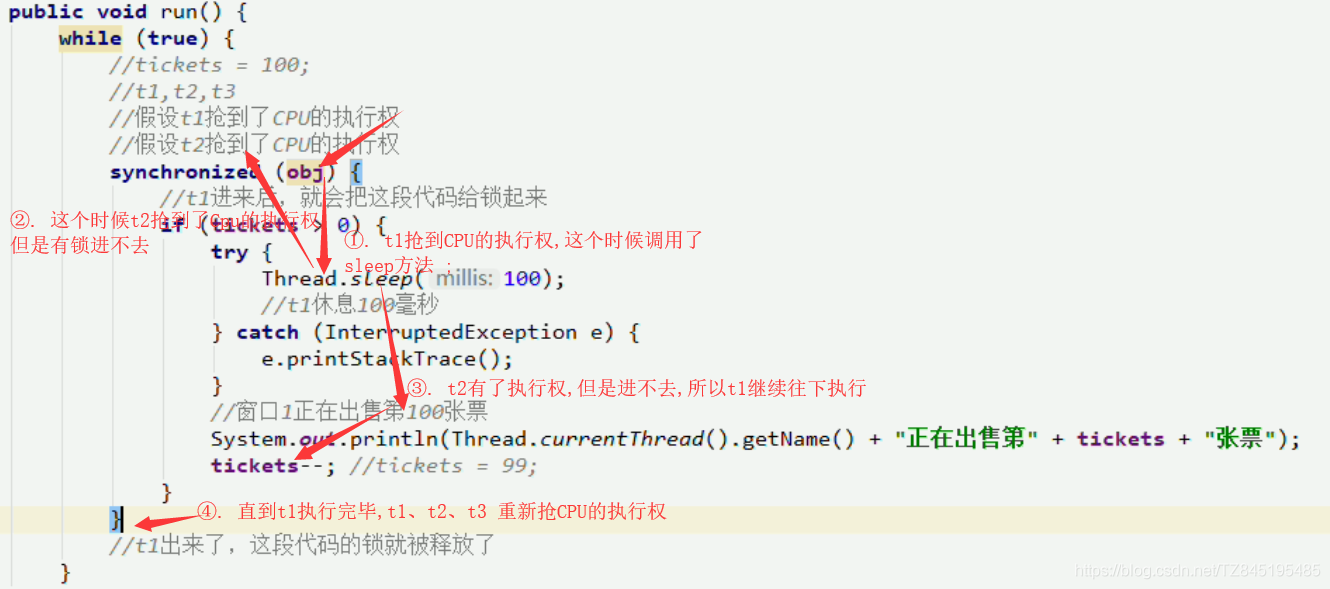 public void run() {
while (true) {
//tickets = 100;
//t1,t2,t3
//假设t1抢到了CPU的执行权
//假设t2抢到了CPU的执行权
synchronized (obj) {
//t1进来后，就会把这段代码给锁起来
②. 这个时候t2抢到了Cpu的执行权
但是有锁进不去
if (tickets > 0) {
①. t1抢到CPU的执行权,这个时候调用了
sleep方法 ;
try {
Thread.sleep( millis: 100);
//t1休息100毫秒
} catch (InterruptedException e) {
e.printStackTrace();
}
③. t2有了执行权,但是进不去,所以t1继续往下执行
//窗口1正在出售第100张票
System.out.println(Thread.currentThread().getName() + "正在出售第" + tickets + "张票");
tickets--; //tickets = 99;
}
④. 直到t1执行完毕,t1、t2、t3 重新抢CPU的执行权
}
//t1出来了，这段代码的锁就被释放了
}
https://blog.csdn.net/TZ845195485